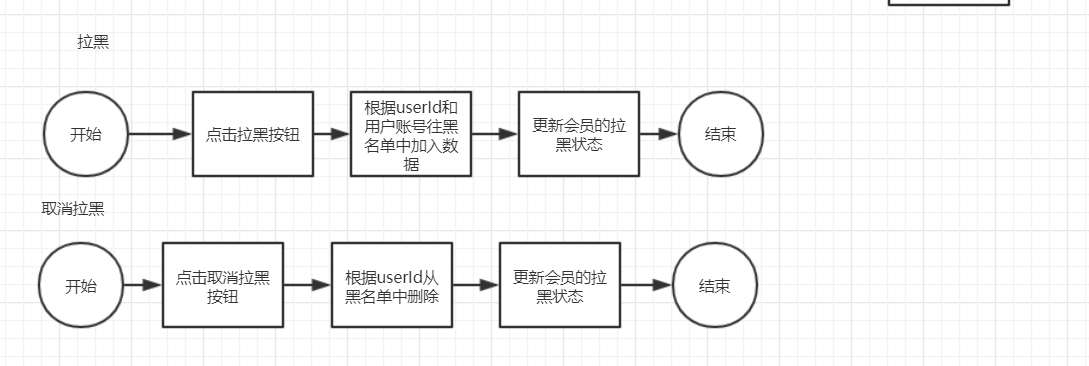 拉黑
开始
点击拉黑按钮
根据userId和
用户账号往黑
名单中加入数
据
更新会员的拉
黑状态
结束
取消拉黑
开始
点击取消拉黑
按钮
根据userId从
黑名单中删除
更新会员的拉
黑状态
结束